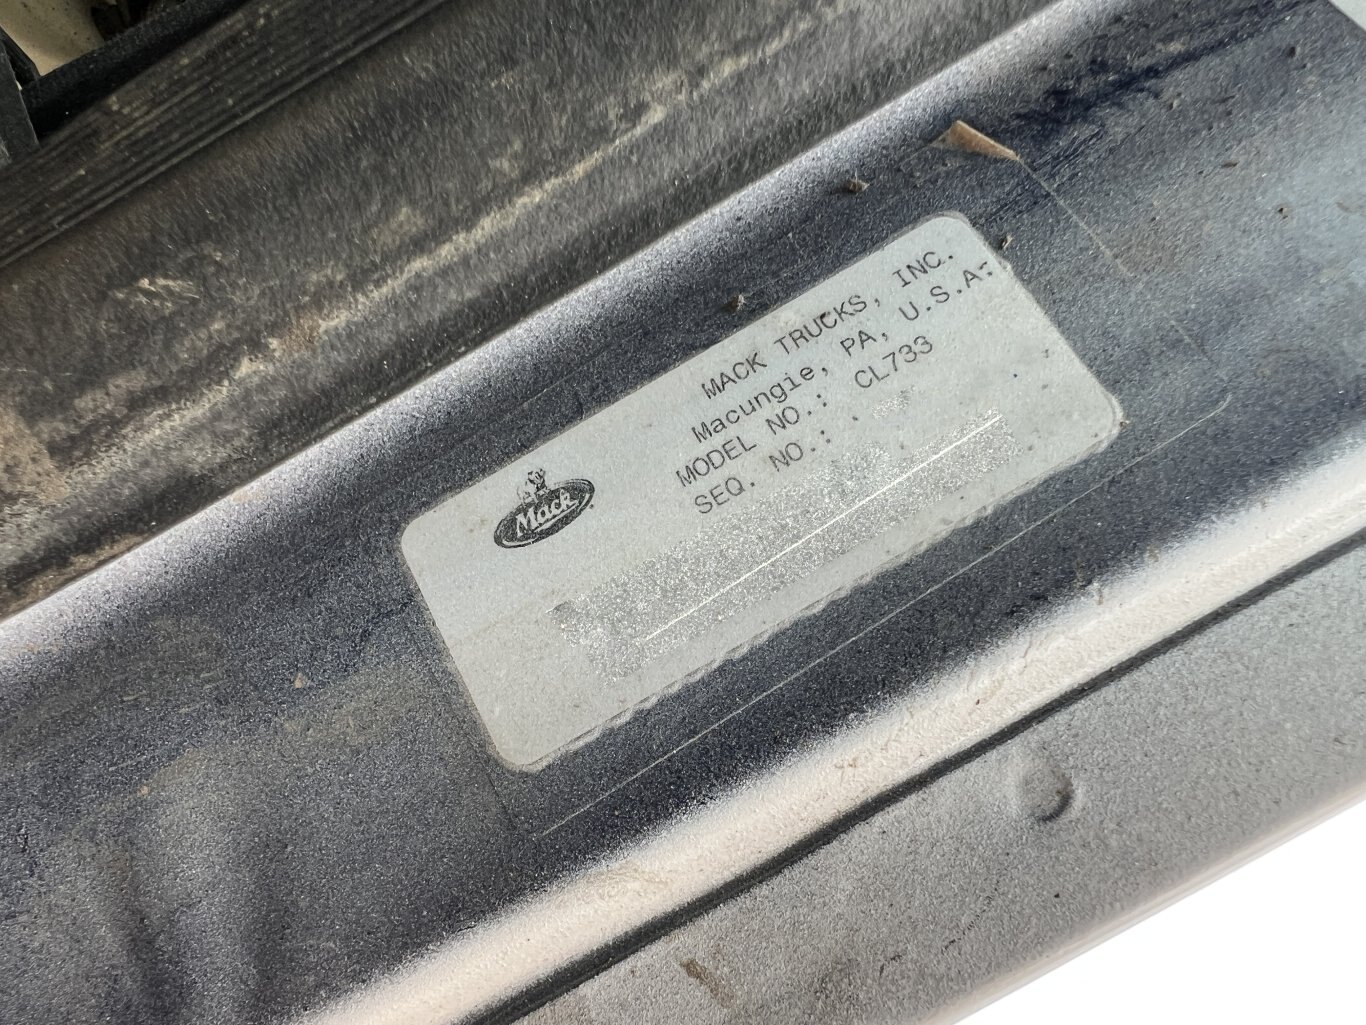 MACK TRUCKS, INC.
Macungie, PA, U.S.A.
MODEL NO.: CL733
SEQ. NO.:
Mack